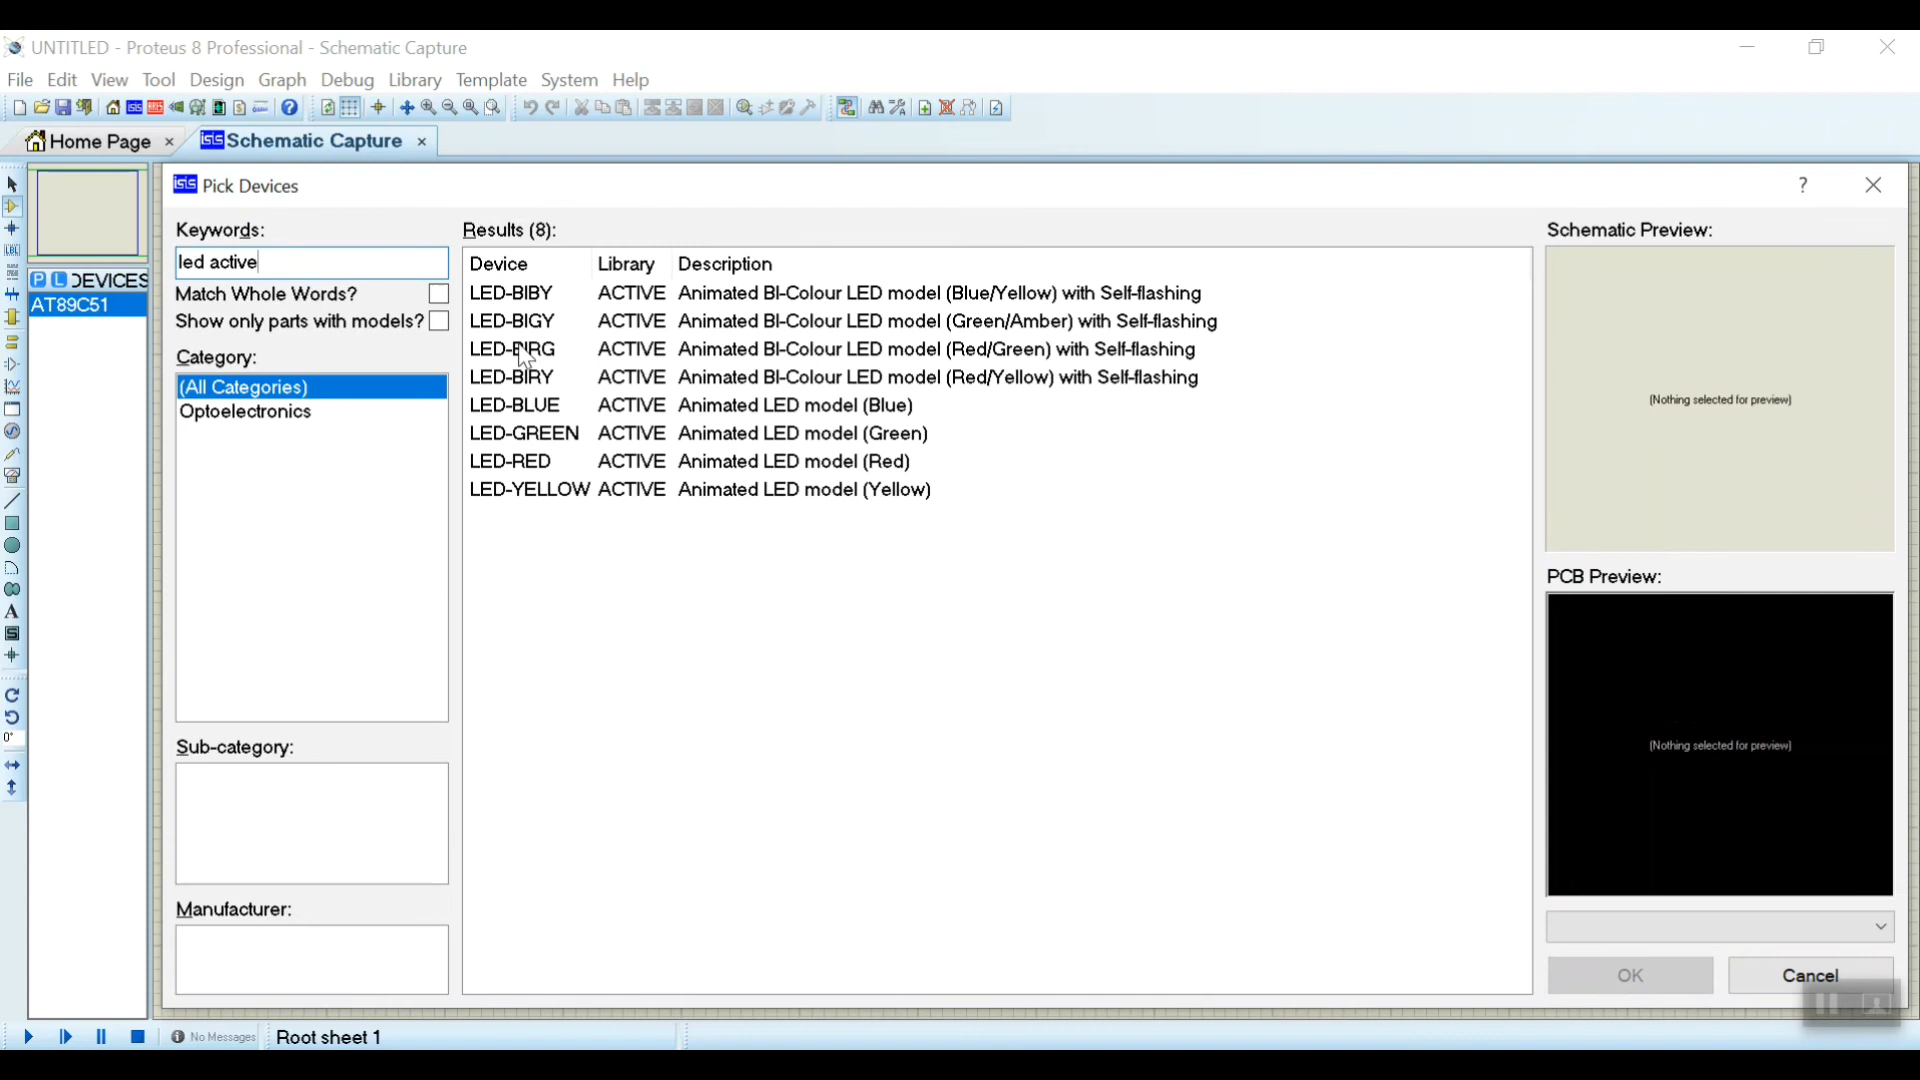 UNTITLED - Proteus 8 Professional - Schematic Capture
File Edit View Tool Design Graph Debug Library Template System Help
Home Page × Schematic Capture ×
P L DEVICES
AT89C51
Pick Devices
Keywords:
led active
Match Whole Words?
Show only parts with models?
Category:
(All Categories)
Optoelectronics
Sub-category:
Manufacturer:
Results (8):
Device Library Description
LED-BIBY ACTIVE Animated BI-Colour LED model (Blue/Yellow) with Self-flashing
LED-BIGY ACTIVE Animated BI-Colour LED model (Green/Amber) with Self-flashing
LED-BIRG ACTIVE Animated BI-Colour LED model (Red/Green) with Self-flashing
LED-BIRY ACTIVE Animated BI-Colour LED model (Red/Yellow) with Self-flashing
LED-BLUE ACTIVE Animated LED model (Blue)
LED-GREEN ACTIVE Animated LED model (Green)
LED-RED ACTIVE Animated LED model (Red)
LED-YELLOW ACTIVE Animated LED model (Yellow)
Schematic Preview:
(Nothing selected for preview)
PCB Preview:
(Nothing selected for preview)
OK Cancel
0°
No Messages Root sheet 1